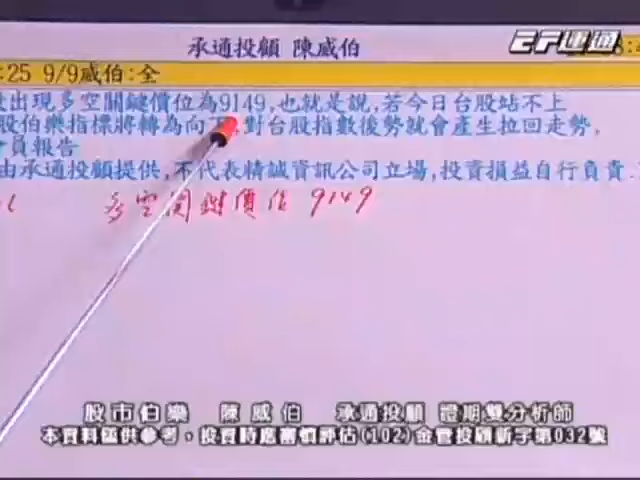 承通投顧 陳威伯
:25 9/9威伯:全
出現多空關鍵價位為9149,也就是說,若今日台股站不上
股伯樂指標將轉為向下,對台股指數後勢就會產生拉回走勢.
會員報告
由承通投顧提供,不代表精誠資訊公司立場,投資損益自行負責.
多空關鍵價位 9149
股市伯樂 陳威伯 承通投顧 證期雙分析師
本資料僅供參考,投資時應審慎評估(102)金管投顧新字第032號